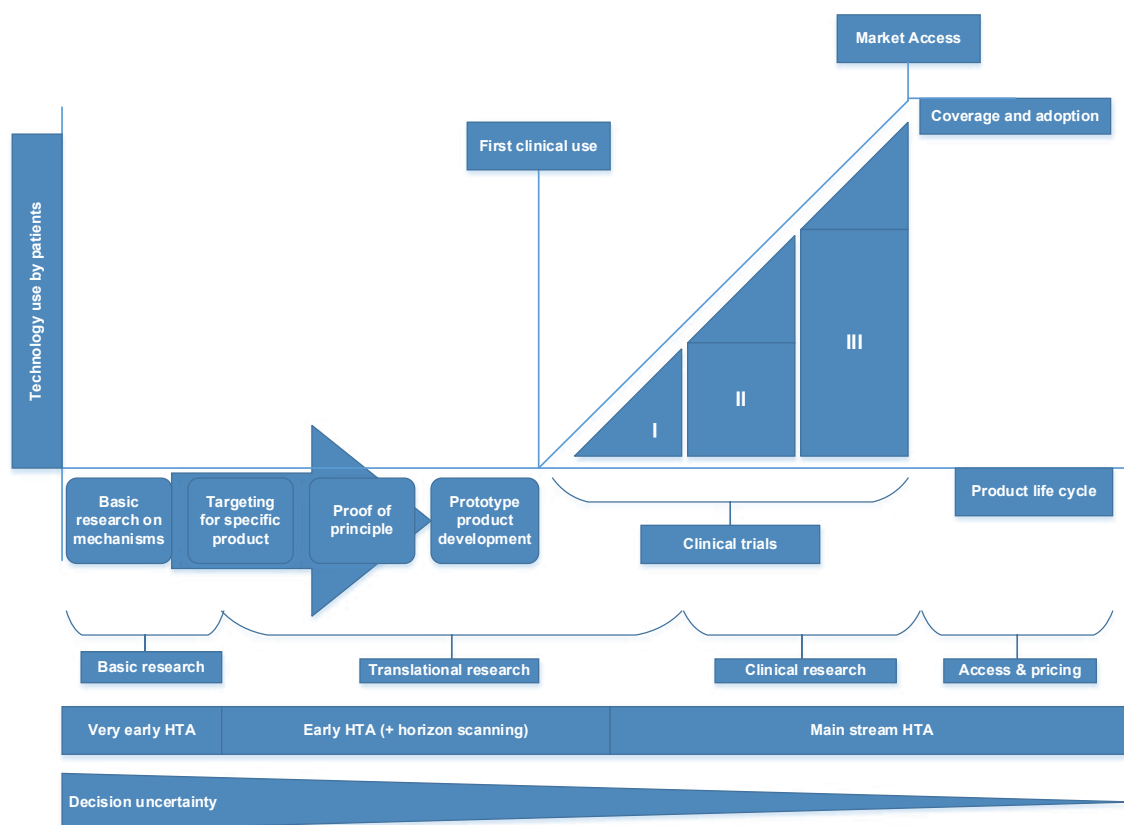 Market Access
Coverage and adoption
First clinical use
Technology use by patients
I
II
III
Basic
research on
mechanisms
Targeting
for specific
product
Proof of
principle
Prototype
product
development
Product life cycle
Clinical trials
Basic research
Translational research
Clinical research
Access & pricing
Very early HTA
Early HTA (+ horizon scanning)
Main stream HTA
Decision uncertainty